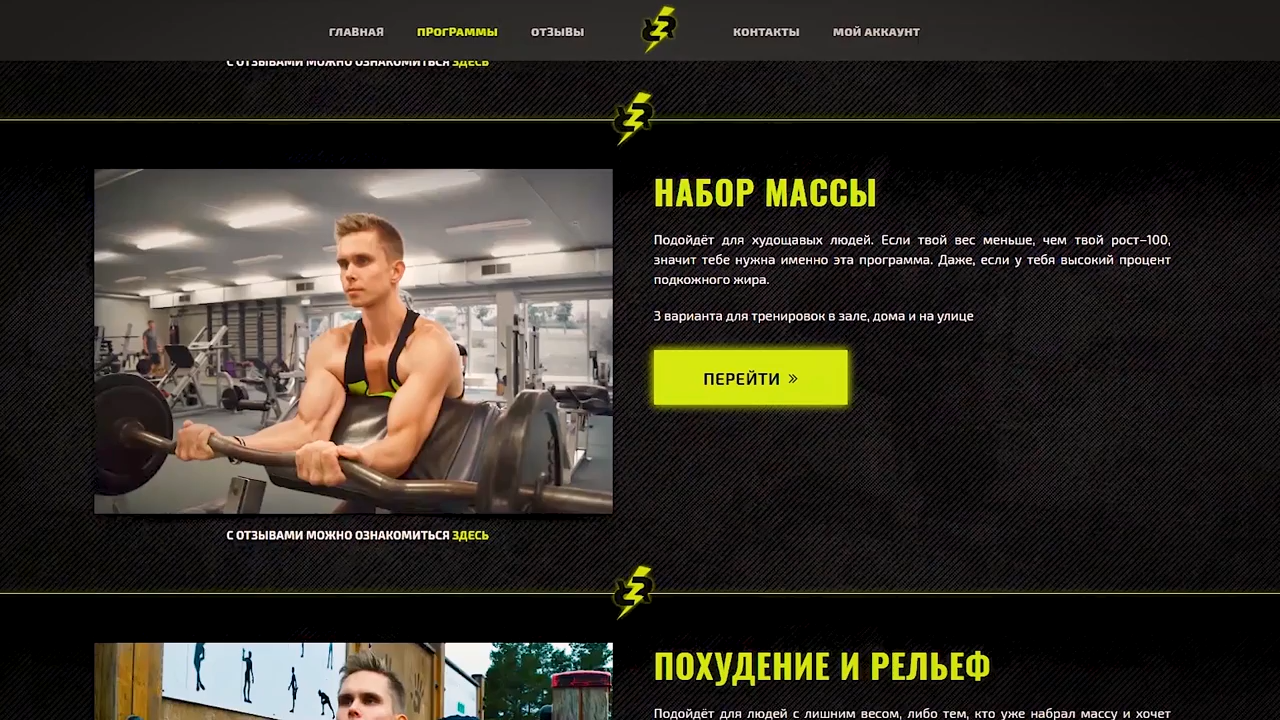 ГЛАВНАЯ ПРОГРАММЫ ОТЗЫВЫ КОНТАКТЫ МОЙ АККАУНТ
С ОТЗЫВАМИ МОЖНО ОЗНАКОМИТЬСЯ ЗДЕСЬ
НАБОР МАССЫ
Подойдёт для худощавых людей. Если твой вес меньше, чем твой рост–100,
значит тебе нужна именно эта программа. Даже, если у тебя высокий процент
подкожного жира.
3 варианта для тренировок в зале, дома и на улице
ПЕРЕЙТИ »
С ОТЗЫВАМИ МОЖНО ОЗНАКОМИТЬСЯ ЗДЕСЬ
ПОХУДЕНИЕ И РЕЛЬЕФ
Подойдёт для людей с лишним весом, либо тем, кто уже набрал массу и хочет